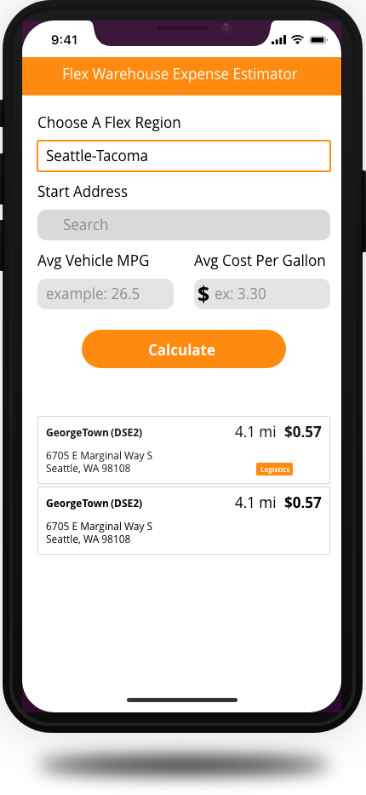 9:41
Flex Warehouse Expense Estimator
Choose A Flex Region
Seattle-Tacoma
Start Address
Search
Avg Vehicle MPG Avg Cost Per Gallon
example: 26.5 $ ex: 3.30
Calculate
GeorgeTown (DSE2) 4.1 mi $0.57
6705 E Marginal Way S
Seattle, WA 98108 Logistics
GeorgeTown (DSE2) 4.1 mi $0.57
6705 E Marginal Way S
Seattle, WA 98108